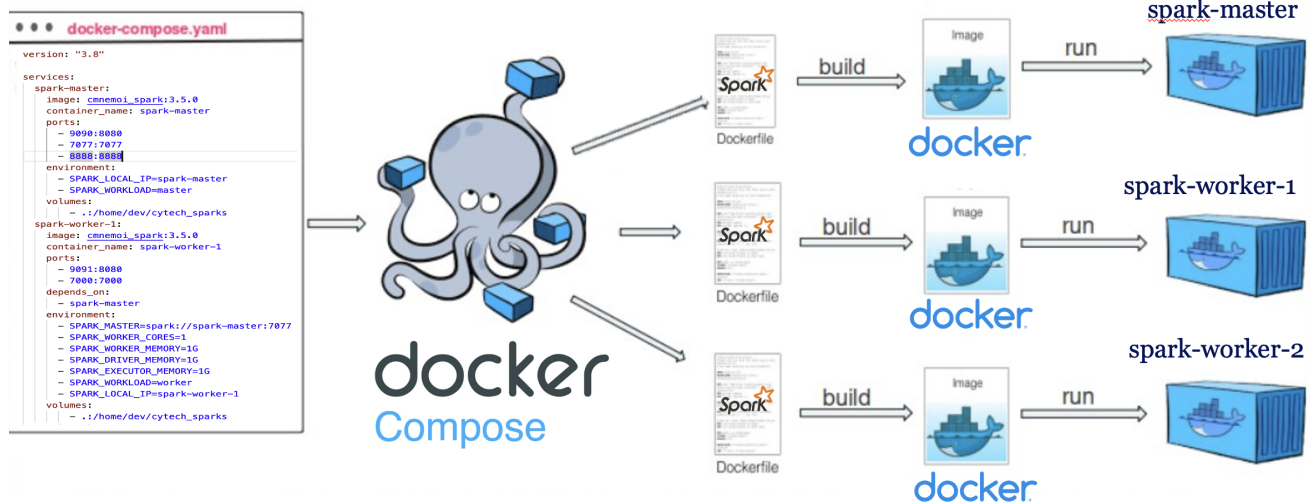 docker-compose.yaml
version: "3.8"
services:
spark-master:
image: cmnemoi_spark:3.5.0
container_name: spark-master
ports:
- 9090:8080
- 7077:7077
- 8888:8888
environment:
- SPARK_LOCAL_IP=spark-master
- SPARK_WORKLOAD=master
volumes:
- .:/home/dev/cytech_sparks
spark-worker-1:
image: cmnemoi_spark:3.5.0
container_name: spark-worker-1
ports:
- 9091:8080
- 7000:7000
depends_on:
- spark-master
environment:
- SPARK_MASTER=spark://spark-master:7077
- SPARK_WORKER_CORES=1
- SPARK_WORKER_MEMORY=1G
- SPARK_DRIVER_MEMORY=1G
- SPARK_EXECUTOR_MEMORY=1G
- SPARK_WORKLOAD=worker
- SPARK_LOCAL_IP=spark-worker-1
volumes:
- .:/home/dev/cytech_sparks
docker
Compose
Spark
Dockerfile
build
Image
docker
run
spark-master
Spark
Dockerfile
build
Image
docker
run
spark-worker-1
Spark
Dockerfile
build
Image
docker
run
spark-worker-2